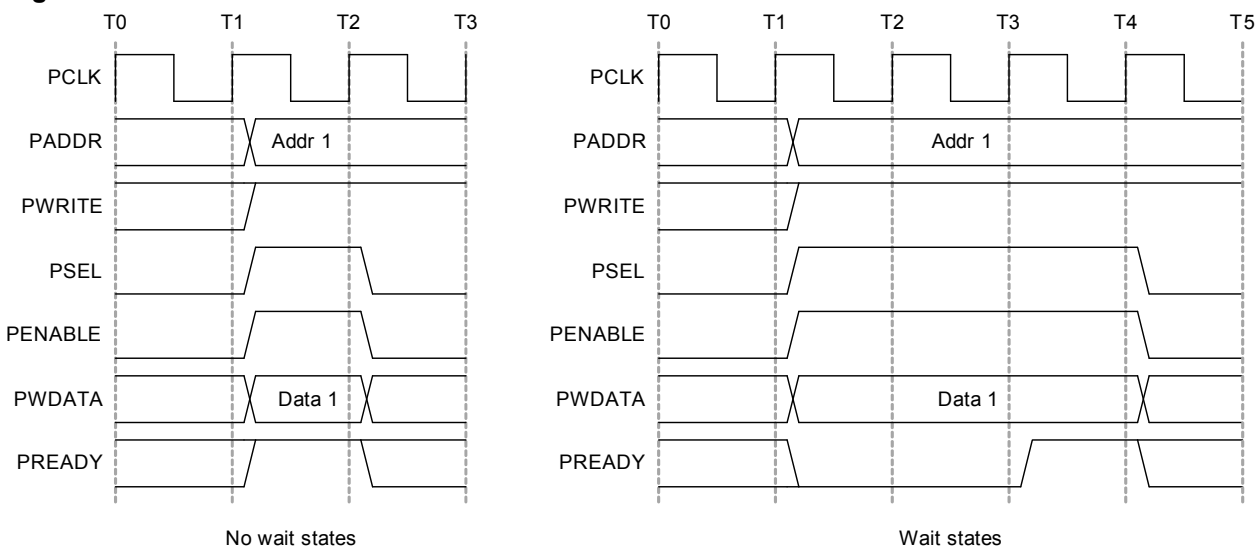 T0 T1 T2 T3 T0 T1 T2 T3 T4 T5
PCLK PCLK
PADDR Addr 1 PADDR Addr 1
PWRITE PWRITE
PSEL PSEL
PENABLE PENABLE
PWDATA Data 1 PWDATA Data 1
PREADY PREADY
No wait states Wait states